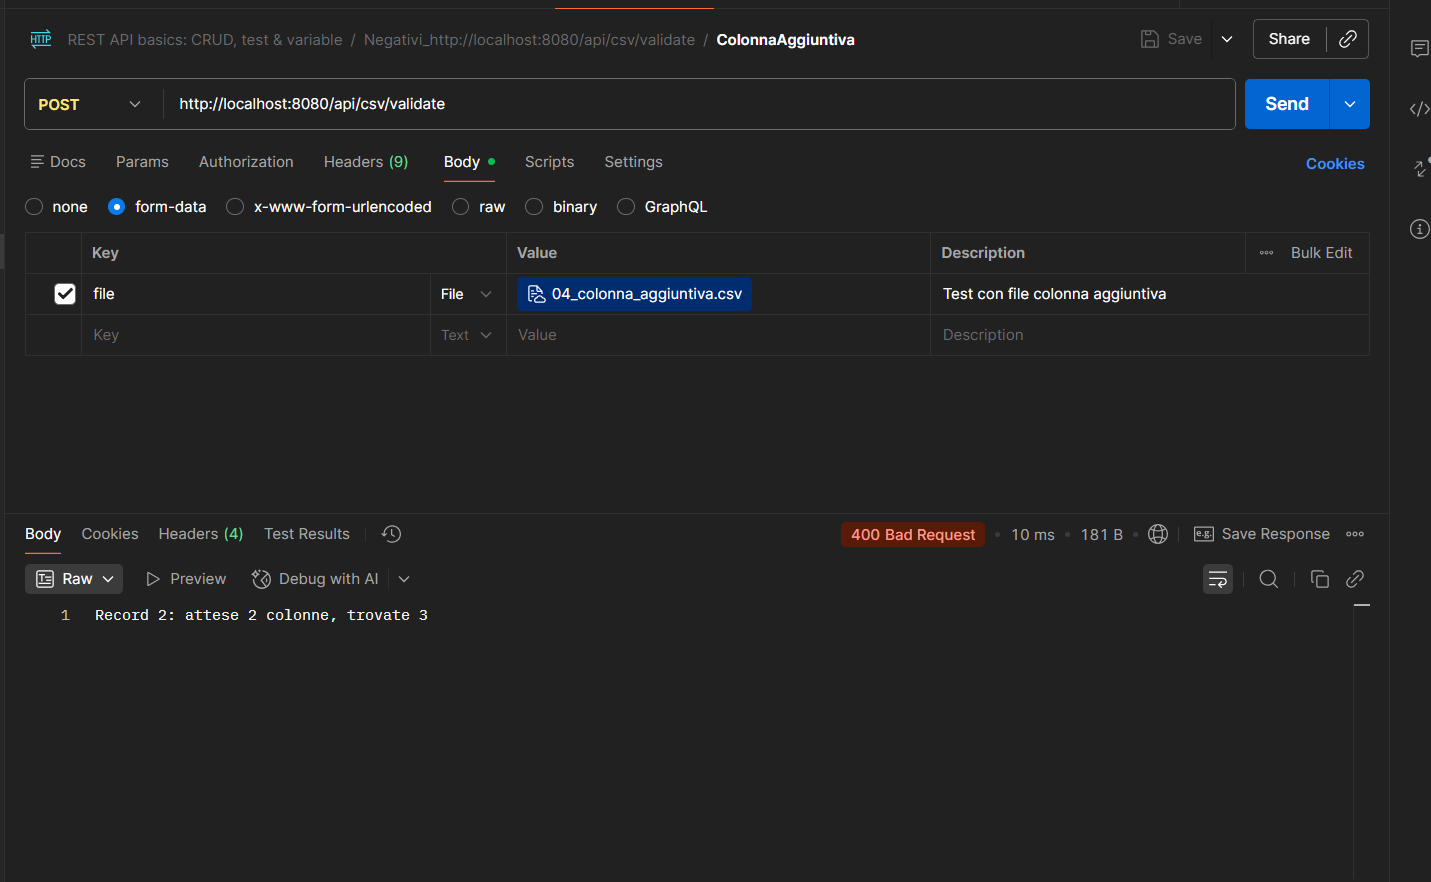 HTTP REST API basics: CRUD, test & variable / Negativi_http://localhost:8080/api/csv/validate / ColonnaAggiuntiva Save Share
POST http://localhost:8080/api/csv/validate Send
Docs Params Authorization Headers (9) Body Scripts Settings Cookies
none form-data x-www-form-urlencoded raw binary GraphQL
Key Value Description Bulk Edit
file File 04_colonna_aggiuntiva.csv Test con file colonna aggiuntiva
Key Text Value Description
Body Cookies Headers (4) Test Results 400 Bad Request 10 ms 181 B e.g. Save Response
Raw Preview Debug with AI
1 Record 2: attese 2 colonne, trovate 3